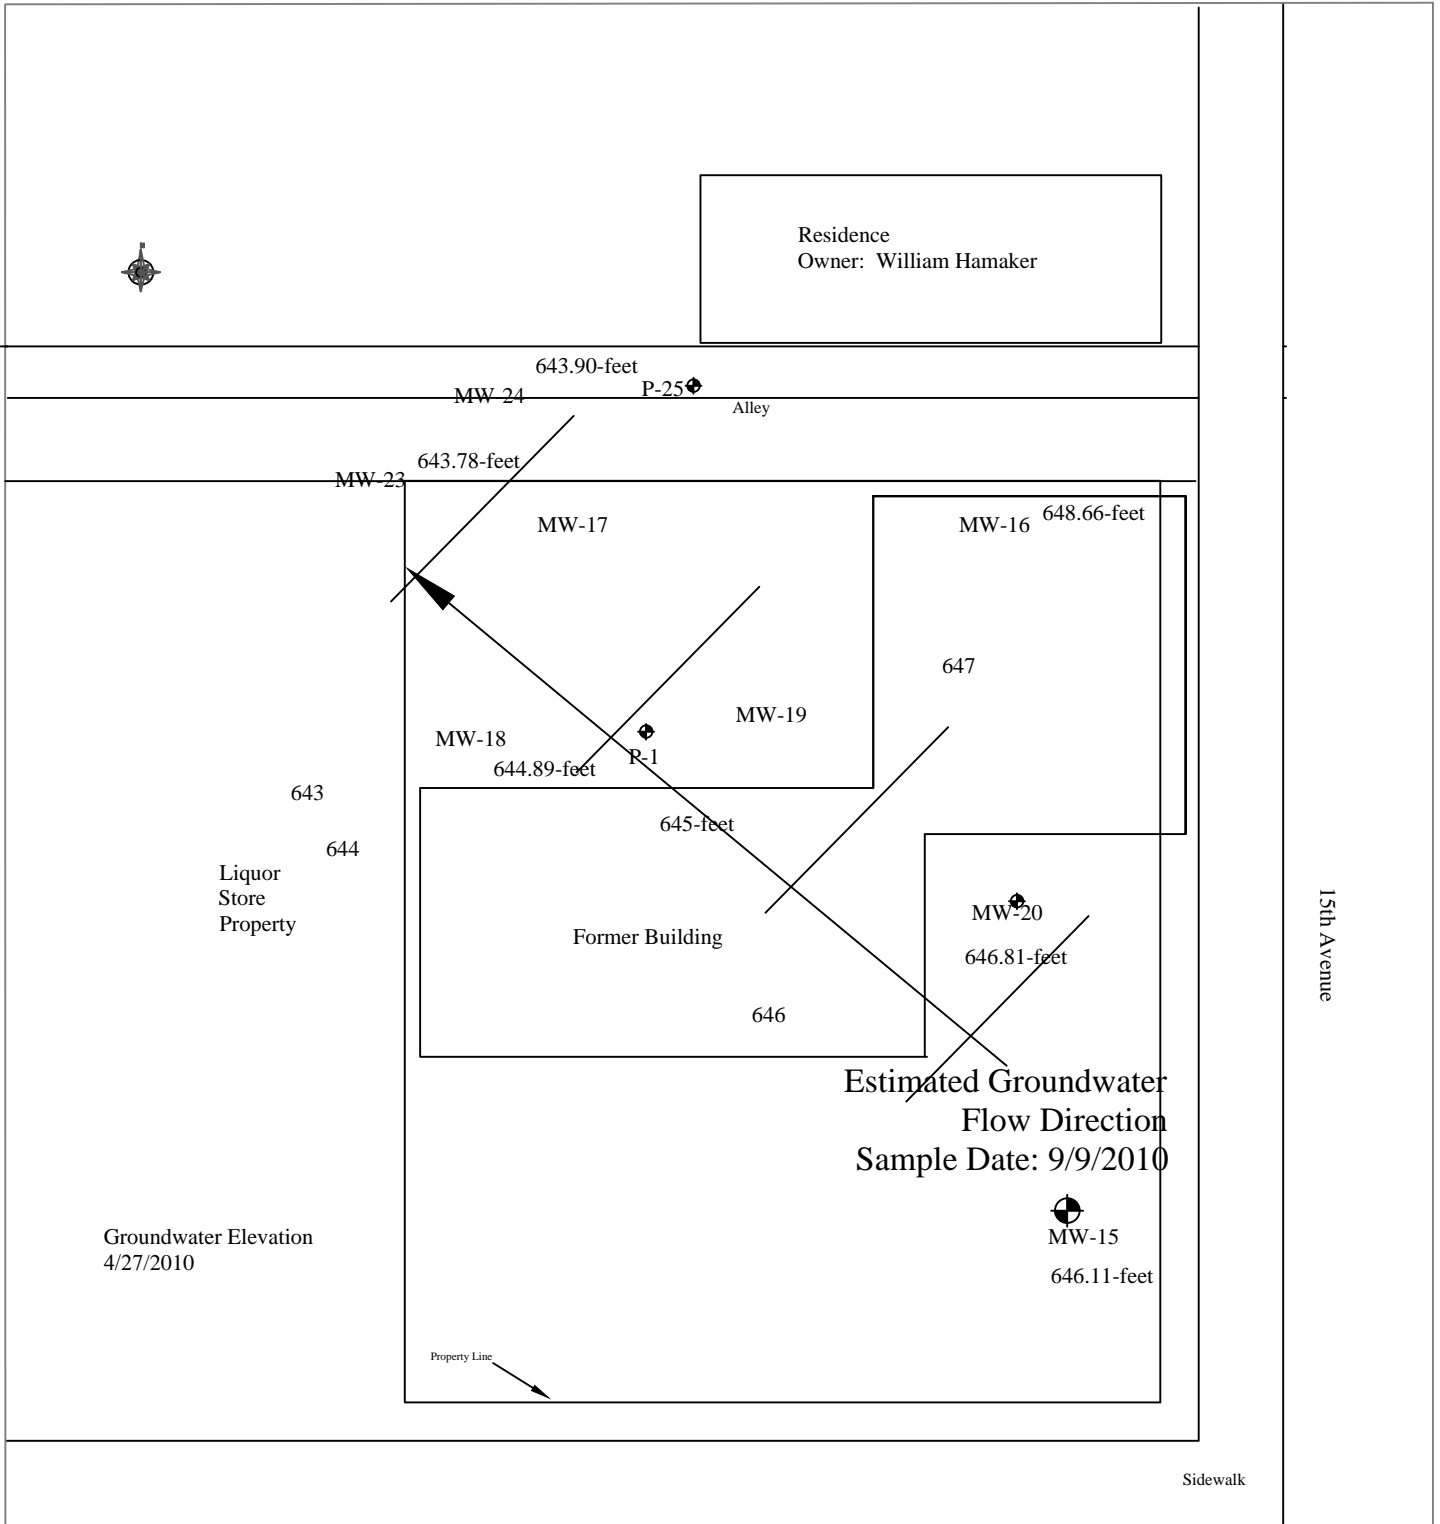 N
Residence
Owner: William Hamaker
643.90-feet
MW-24
P-25
Alley
643.78-feet
MW-23
MW-17
MW-16
648.66-feet
647
MW-19
MW-18
P-1
644.89-feet
643
645-feet
644
Liquor
Store
Property
15th Avenue
MW-20
Former Building
646.81-feet
646
Estimated Groundwater
Flow Direction
Sample Date: 9/9/2010
Groundwater Elevation
4/27/2010
MW-15
646.11-feet
Property Line
Sidewalk